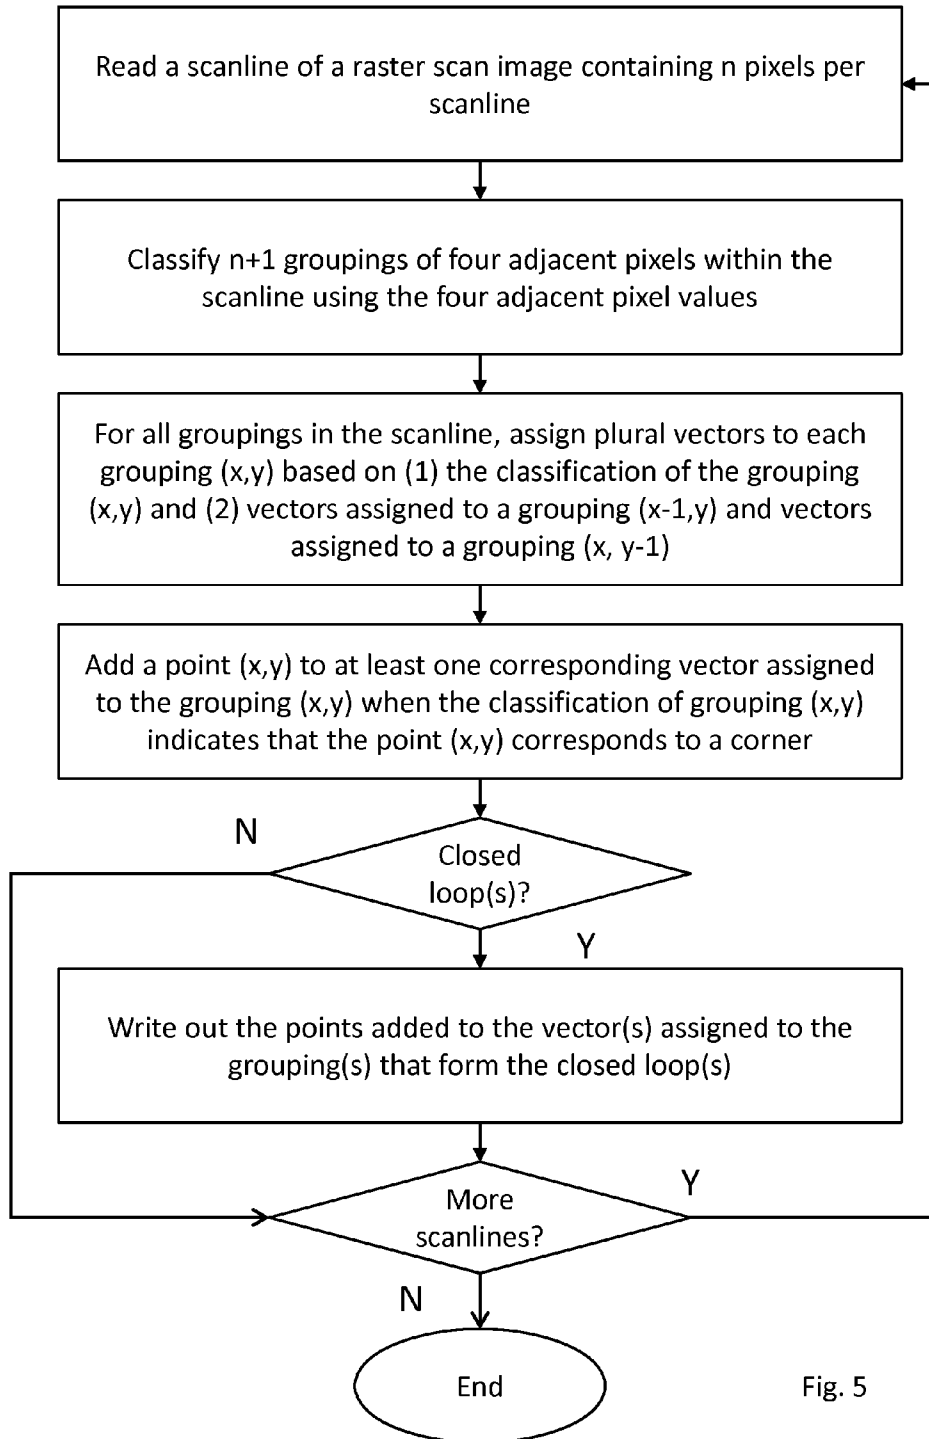 Read a scanline of a raster scan image containing n pixels per
scanline
Classify n+1 groupings of four adjacent pixels within the
scanline using the four adjacent pixel values
For all groupings in the scanline, assign plural vectors to each
grouping (x,y) based on (1) the classification of the grouping
(x,y) and (2) vectors assigned to a grouping (x-1,y) and vectors
assigned to a grouping (x, y-1)
Add a point (x,y) to at least one corresponding vector assigned
to the grouping (x,y) when the classification of grouping (x,y)
indicates that the point (x,y) corresponds to a corner
N
Closed
loop(s)?
Y
Write out the points added to the vector(s) assigned to the
grouping(s) that form the closed loop(s)
More
scanlines?
Y
N
End
Fig. 5